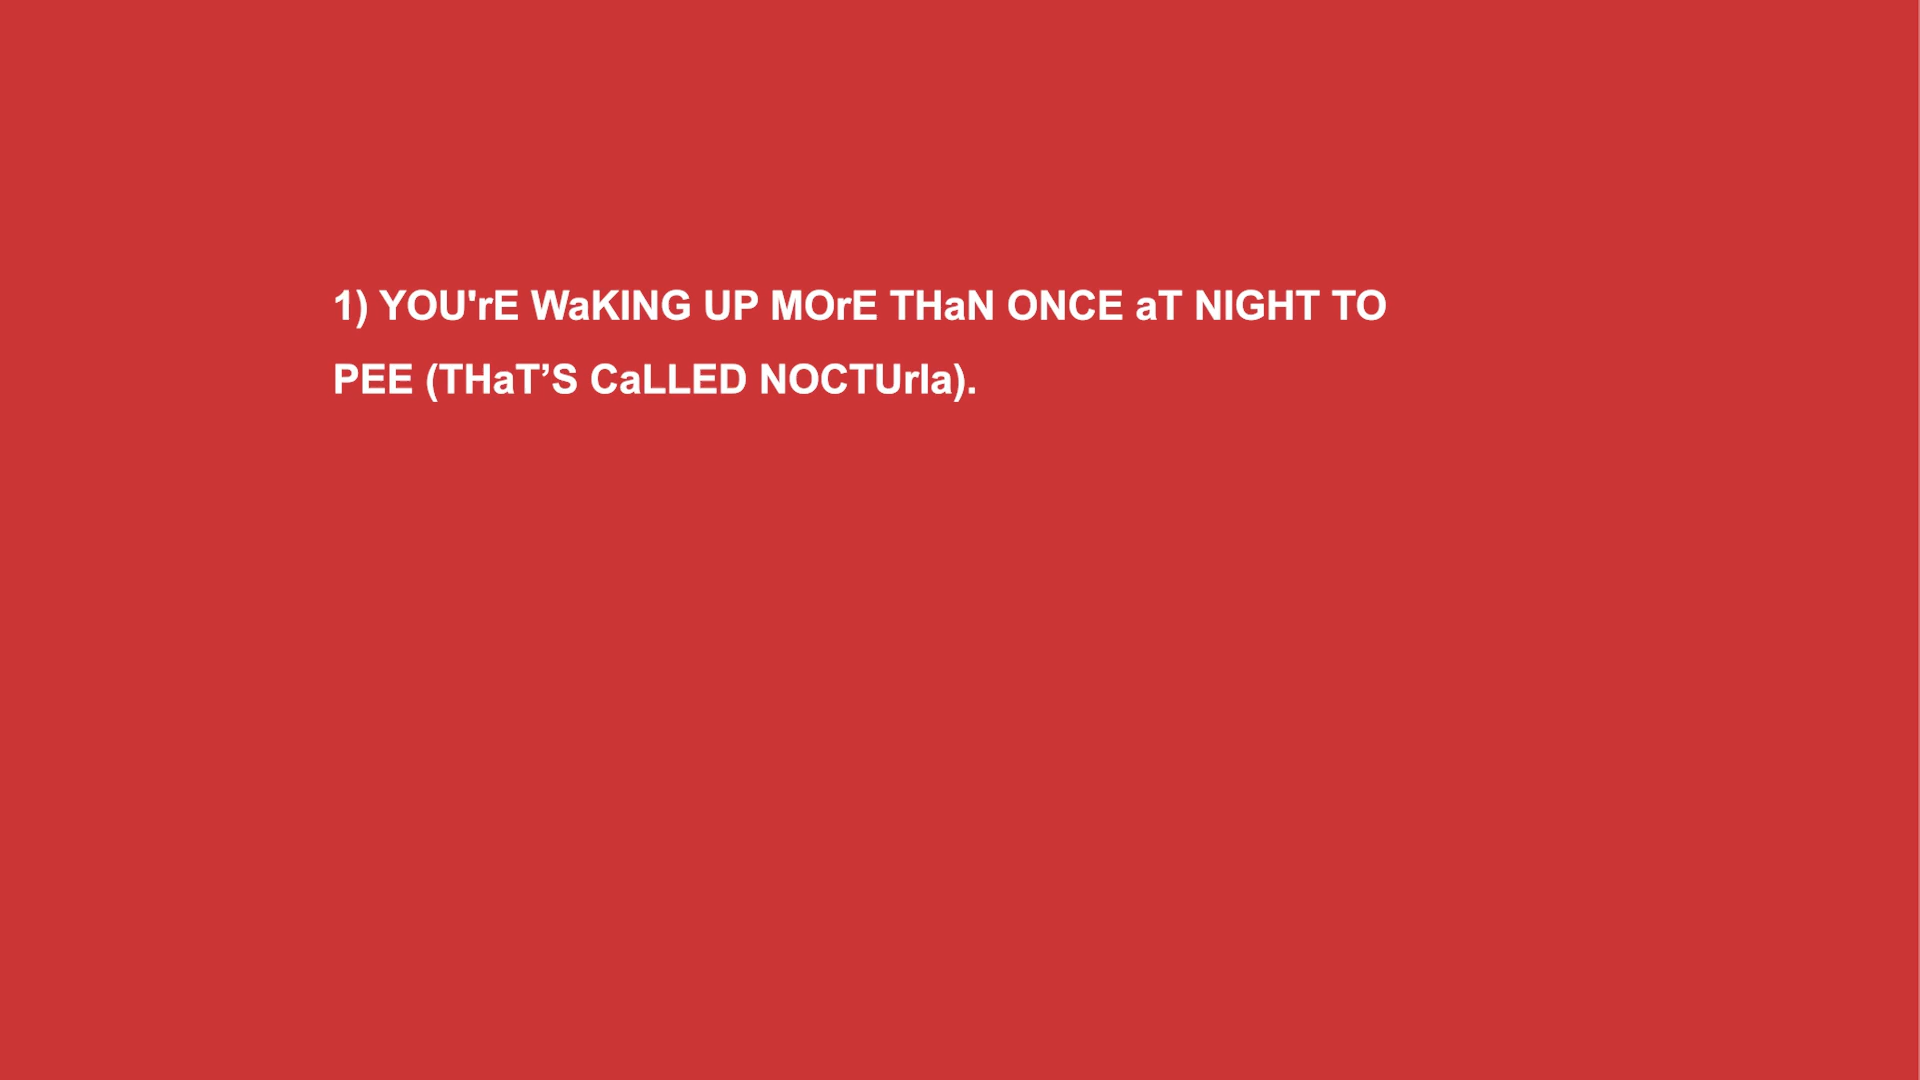 1) YOU'rE WaKING UP MOrE THaN ONCE aT NIGHT TO
PEE (THaT’S CaLLED NOCTUrIa).